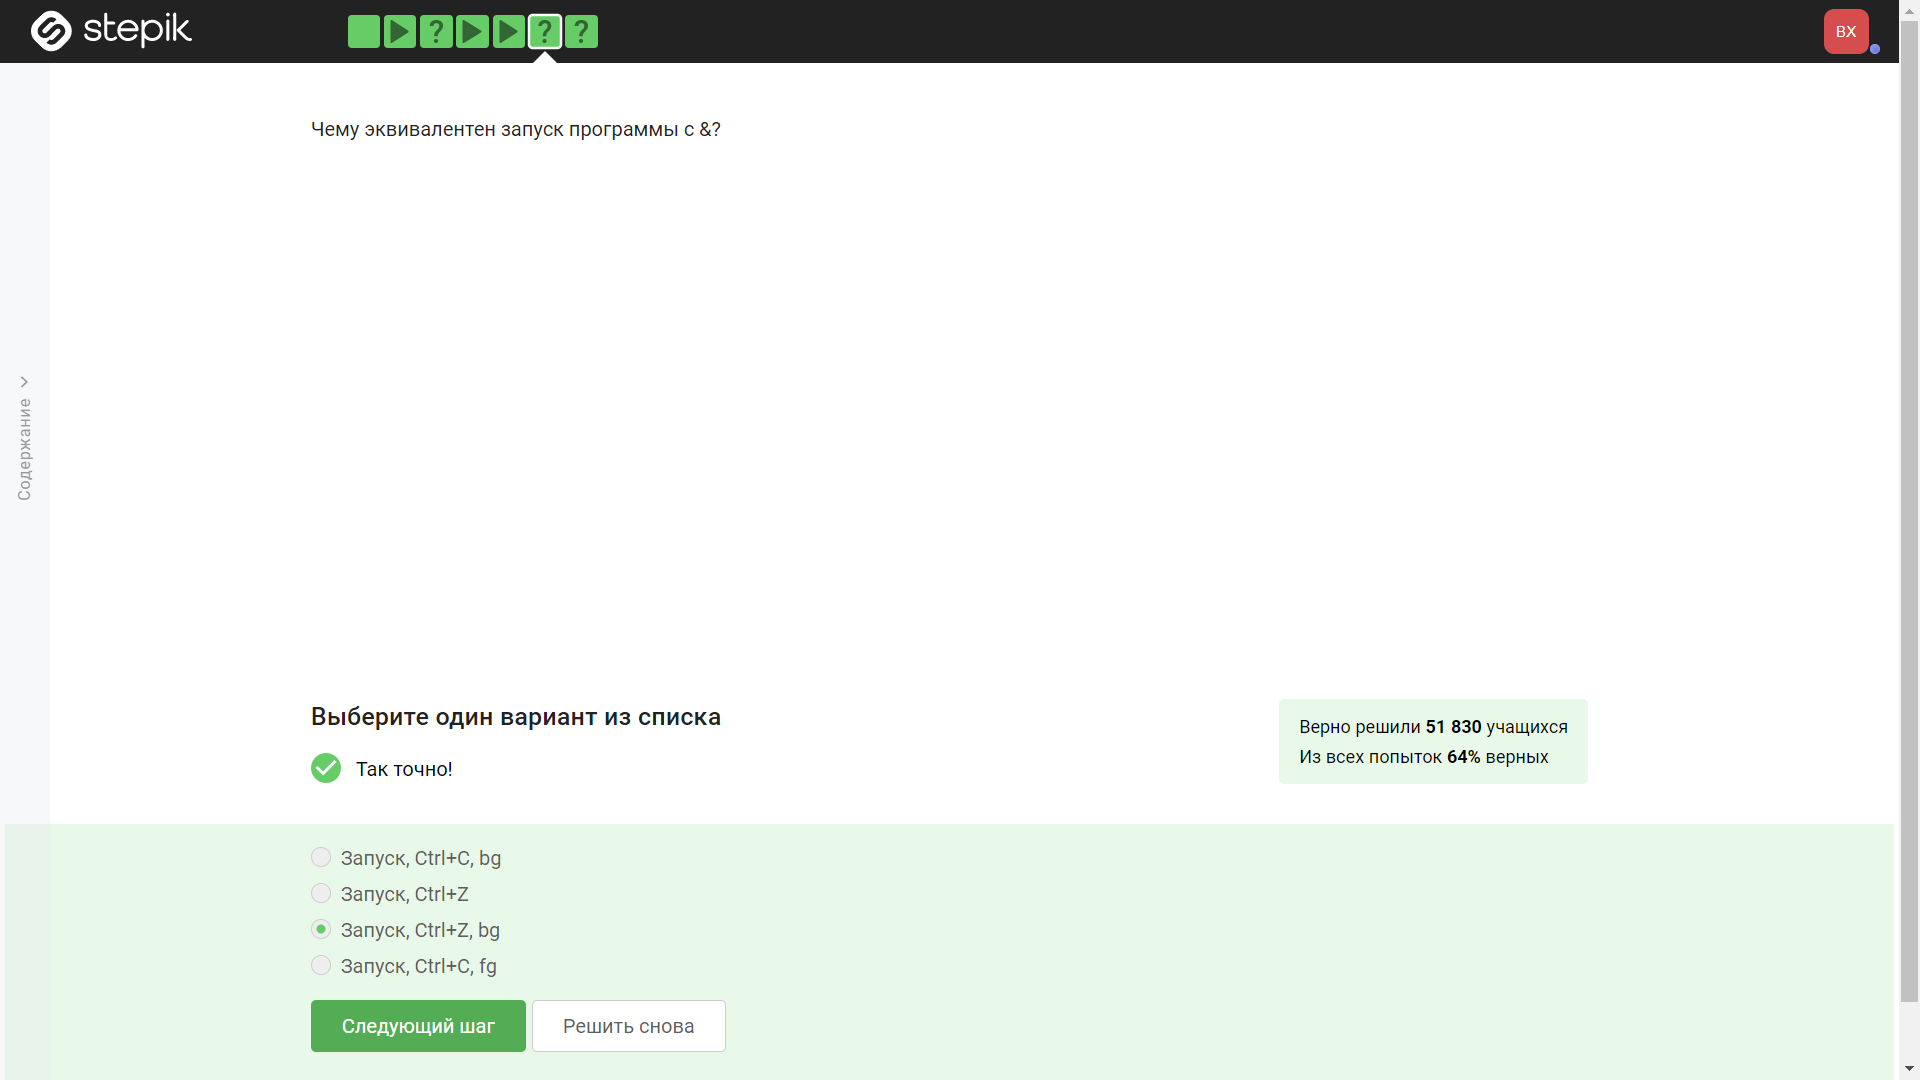 stepik
? ? ?
ВХ
Содержание
Чему эквивалентен запуск программы с &?
Выберите один вариант из списка
Так точно!
Верно решили 51 830 учащихся
Из всех попыток 64% верных
Запуск, Ctrl+C, bg
Запуск, Ctrl+Z
Запуск, Ctrl+Z, bg
Запуск, Ctrl+C, fg
Следующий шаг
Решить снова